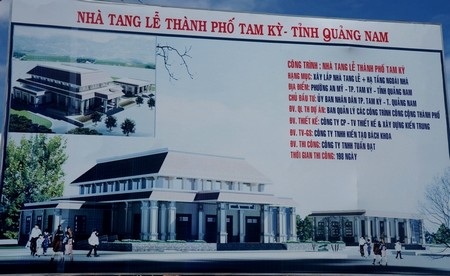 NHÀ TANG LỄ THÀNH PHỐ TAM KỲ- TỈNH QUẢNG NAM
CÔNG TRÌNH : NHÀ TANG LỄ THÀNH PHỐ TAM KỲ
HẠNG MỤC: XÂY LẮP NHÀ TANG LỄ + HẠ TẦNG NGOÀI NHÀ
ĐỊA ĐIỂM: PHƯỜNG AN MỸ - TP. TAM KỲ - TỈNH QUẢNG NAM
CHỦ ĐẦU TƯ: ỦY BAN NHÂN DÂN TP. TAM KỲ - T. QUẢNG NAM
ĐV. QL TH DỰ ÁN: BAN QUẢN LÝ CÁC CÔNG TRÌNH CÔNG CỘNG THÀNH PHỐ
ĐV. THIẾT KẾ: CÔNG TY CP - TV THIẾT KẾ & XÂY DỰNG KIẾN TRUNG
ĐV. TV-GS: CÔNG TY TNHH KIẾN TẠO BÁCH KHOA
ĐV. THI CÔNG: CÔNG TY TNHH TUẤN ĐẠT
THỜI GIAN THI CÔNG: 180 NGÀY